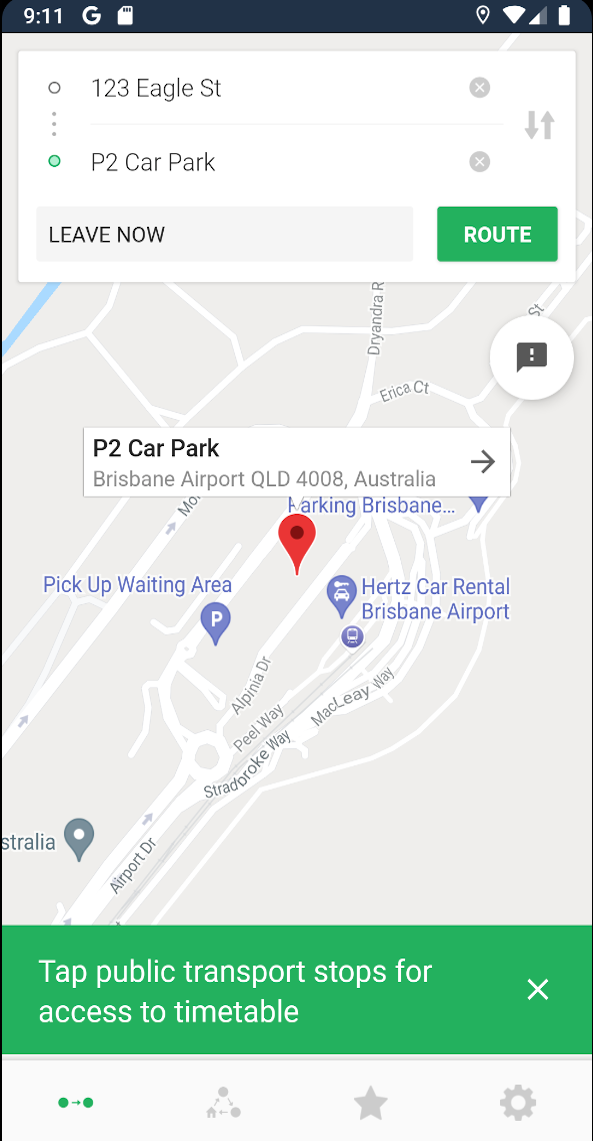 9:11
123 Eagle St
P2 Car Park
LEAVE NOW
ROUTE
Dryandra R
St
Erica Ct
P2 Car Park
Brisbane Airport QLD 4008, Australia
Mo
Parking Brisbane...
Pick Up Waiting Area
P
Hertz Car Rental
Brisbane Airport
Alpinia Dr
Peel Way
MacLeay Way
Stradbroke Way
stralia
Airport Dr
Tap public transport stops for
access to timetable